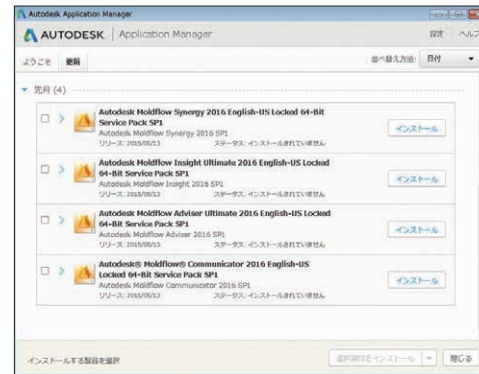 Autodesk Application Manager
AUTODESK | Application Manager 設定 ヘルプ
ようこそ 更新 並べ替え方法: 日付
先月 (4)
Autodesk Moldflow Synergy 2016 English-US Locked 64-Bit
Service Pack SP1
Autodesk Moldflow Synergy 2016 SP1
リリース: 2015/05/13 ステータス: インストールされていません
インストール
Autodesk Moldflow Insight Ultimate 2016 English-US Locked
64-Bit Service Pack SP1
Autodesk Moldflow Insight 2016 SP1
リリース: 2015/05/13 ステータス: インストールされていません
インストール
Autodesk Moldflow Adviser Ultimate 2016 English-US Locked
64-Bit Service Pack SP1
Autodesk Moldflow Adviser 2016 SP1
リリース: 2015/05/13 ステータス: インストールされていません
インストール
Autodesk® Moldflow® Communicator 2016 English-US
Locked 64-Bit Service Pack SP1
Autodesk Moldflow Communicator 2016 SP1
リリース: 2015/05/13 ステータス: インストールされていません
インストール
インストールする製品を選択 選択項目をインストール 閉じる